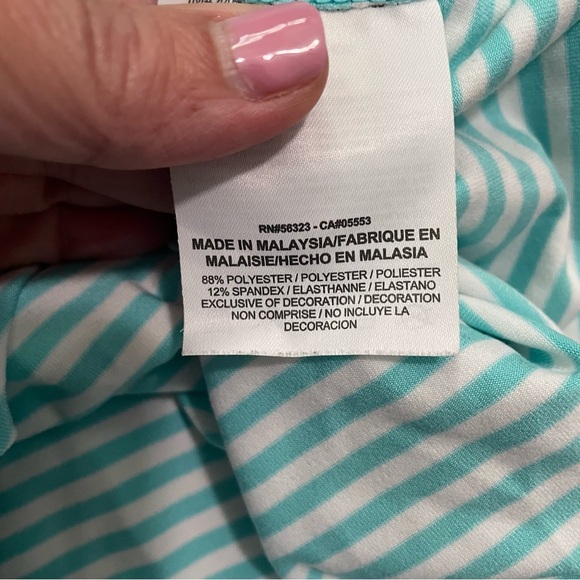 RN#56323 - CA#05553
MADE IN MALAYSIA/FABRIQUE EN
MALAISIE/HECHO EN MALASIA
88% POLYESTER / POLYESTER / POLIESTER
12% SPANDEX / ELASTHANNE / ELASTANO
EXCLUSIVE OF DECORATION / DECORATION
NON COMPRISE / NO INCLUYE LA
DECORACION